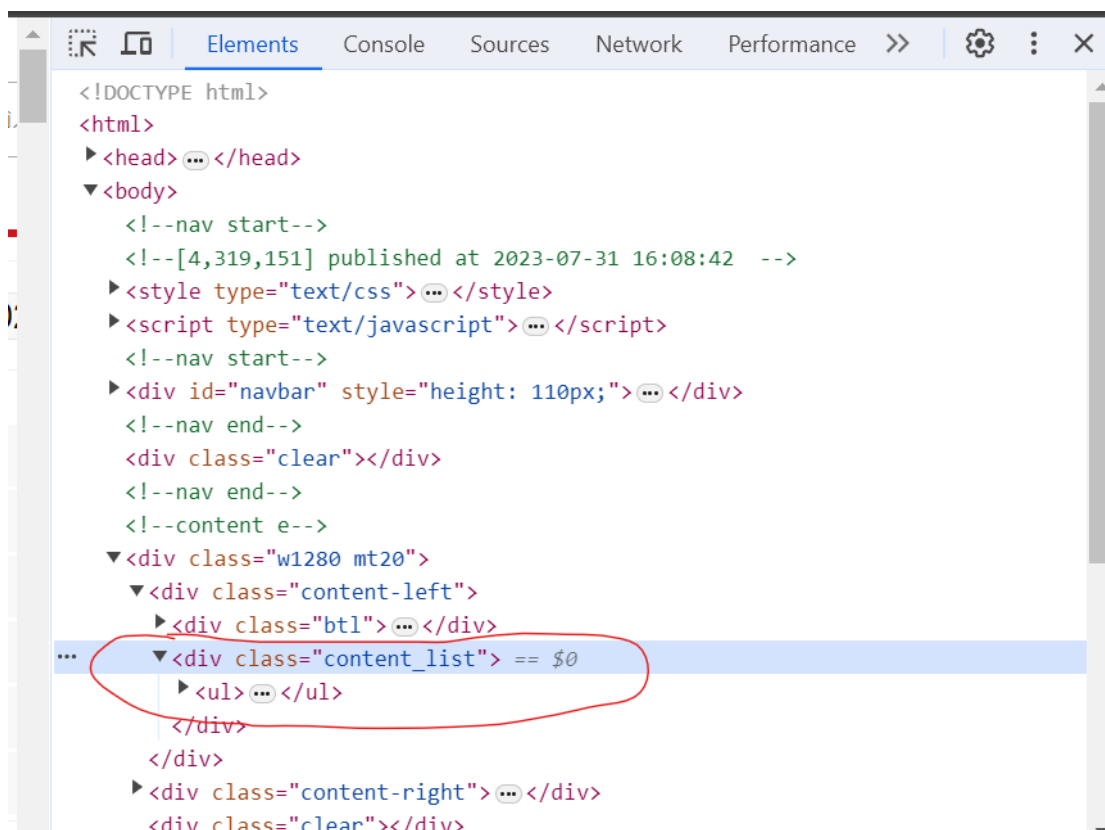 Elements Console Sources Network Performance
<!DOCTYPE html>
<html>
<head> ... </head>
<body>
<!--nav start-->
<!--[4,319,151] published at 2023-07-31 16:08:42  -->
<style type="text/css"> ... </style>
<script type="text/javascript"> ... </script>
<!--nav start-->
<div id="navbar" style="height: 110px;"> ... </div>
<!--nav end-->
<div class="clear"></div>
<!--nav end-->
<!--content e-->
<div class="w1280 mt20">
<div class="content-left">
<div class="btl"> ... </div>
... <div class="content_list"> == $0
<ul> ... </ul>
</div>
</div>
<div class="content-right"> ... </div>
<div class="clear"></div>